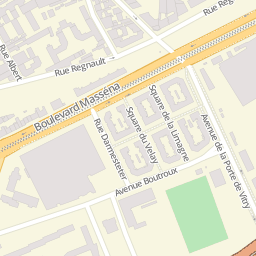 Rue Regnault
Rue Albert
Rue Regnault
Rue
Boulevard Masséna
Square de la Limagne
Square du Velay
Rue Darmesteter
Avenue de la Porte de Vitry
Avenue Boutroux